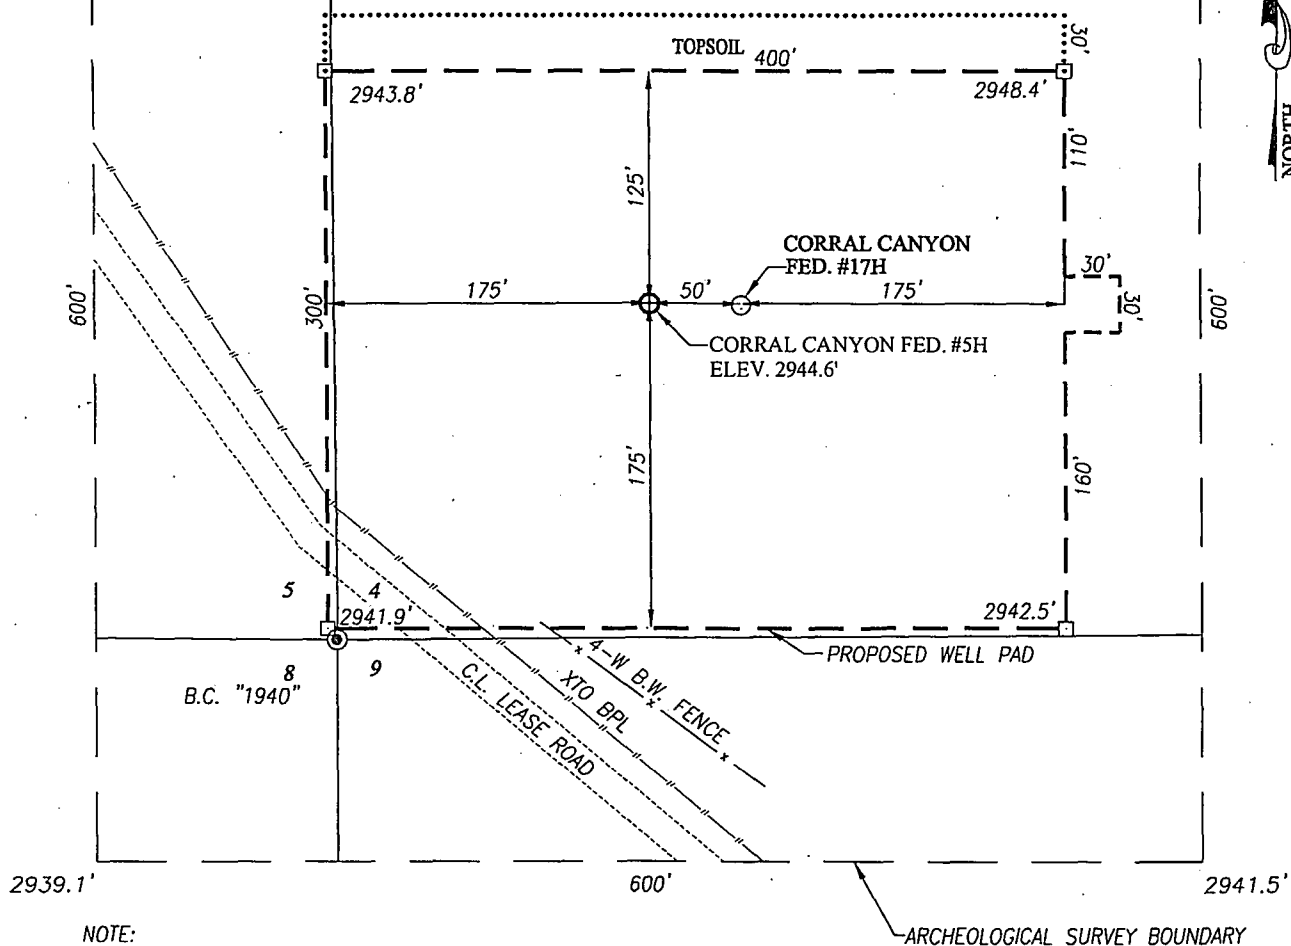 30'
TOPSOIL 400'
NORTH
2943.8'
2948.4'
110'
125'
CORRAL CANYON
FED. #17H
30'
30'
600'
300'
175'
50'
175'
600'
CORRAL CANYON FED. #5H
ELEV. 2944.6'
175'
160'
5
4
2941.9'
2942.5'
PROPOSED WELL PAD
8
9
B.C. "1940"
4-W B.W. FENCE
XTO BPL
C.L. LEASE ROAD
2939.1'
600'
2941.5'
NOTE:
ARCHEOLOGICAL SURVEY BOUNDARY